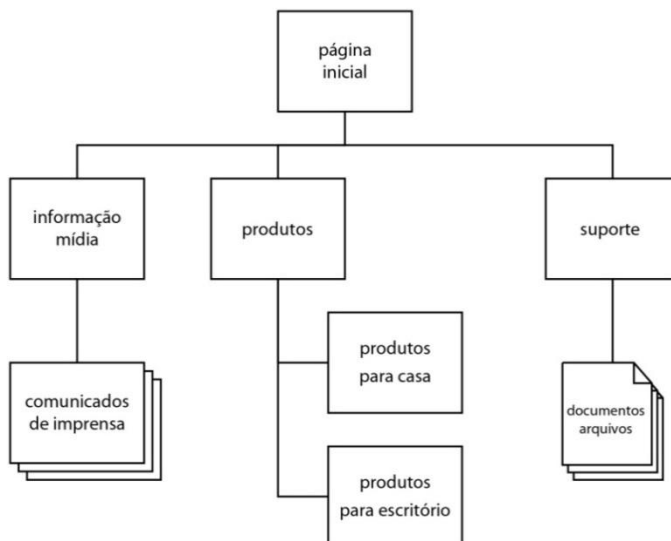 página
inicial
informação
mídia
produtos
suporte
comunicados
de imprensa
produtos
para casa
documentos
arquivos
produtos
para escritório